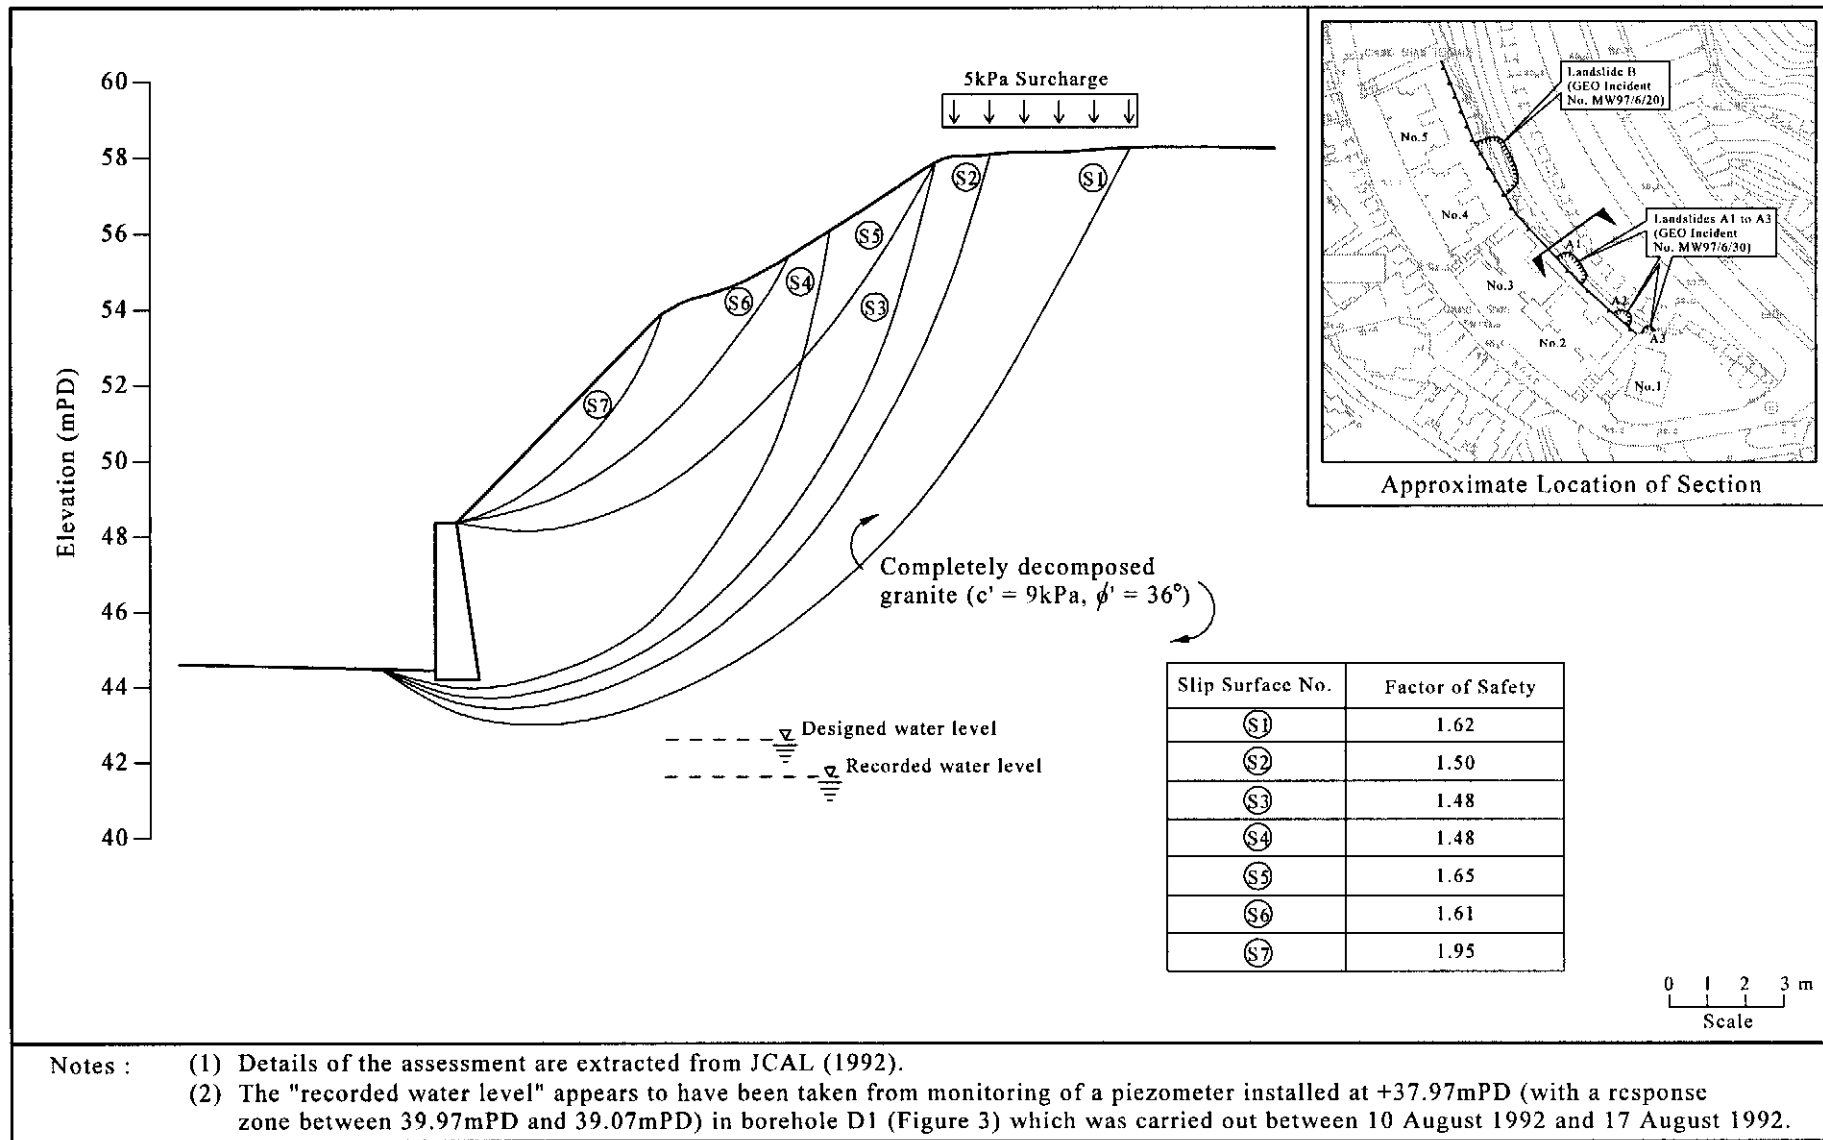 60
58
56
54
52
50
48
46
44
42
40
Elevation (mPD)
5kPa Surcharge
S1
S2
S3
S4
S5
S6
S7
Completely decomposed
granite (c' = 9kPa, ϕ' = 36°)
Designed water level
Recorded water level
Landslide B
(GEO Incident
No. MW97/6/20)
Landslides A1 to A3
(GEO Incident
No. MW97/6/30)
No.5
No.4
No.3
No.2
No.1
A1
A2
A3
Approximate Location of Section
Slip Surface No. Factor of Safety
S1 1.62
S2 1.50
S3 1.48
S4 1.48
S5 1.65
S6 1.61
S7 1.95
0 1 2 3 m
Scale
Notes : (1) Details of the assessment are extracted from JCAL (1992).
(2) The "recorded water level" appears to have been taken from monitoring of a piezometer installed at +37.97mPD (with a response
zone between 39.97mPD and 39.07mPD) in borehole D1 (Figure 3) which was carried out between 10 August 1992 and 17 August 1992.